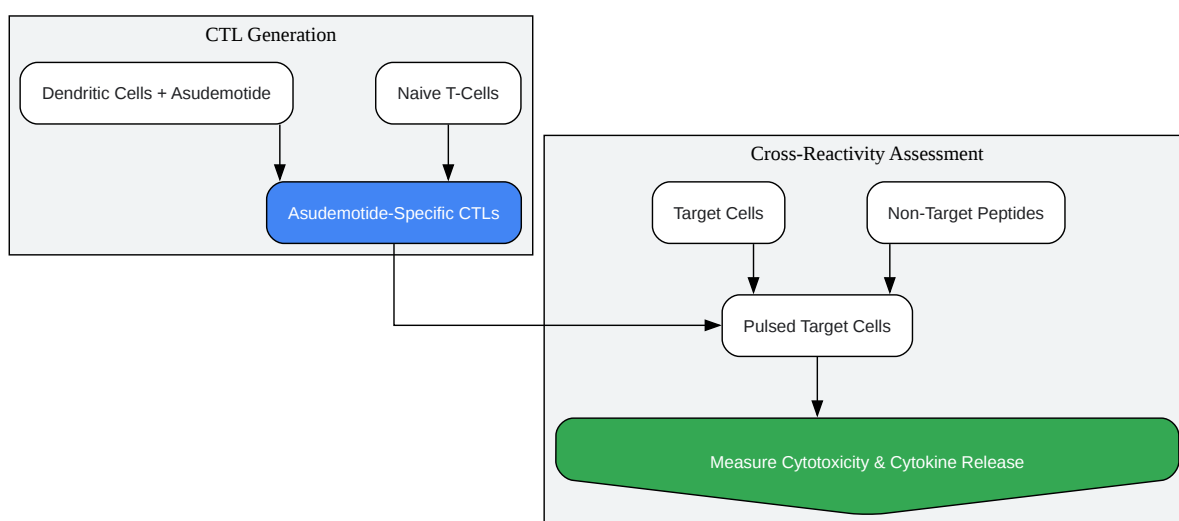 CTL Generation
Dendritic Cells + Asudemotide
Naive T-Cells
Asudemotide-Specific CTLs
Cross-Reactivity Assessment
Target Cells
Non-Target Peptides
Pulsed Target Cells
Measure Cytotoxicity & Cytokine Release